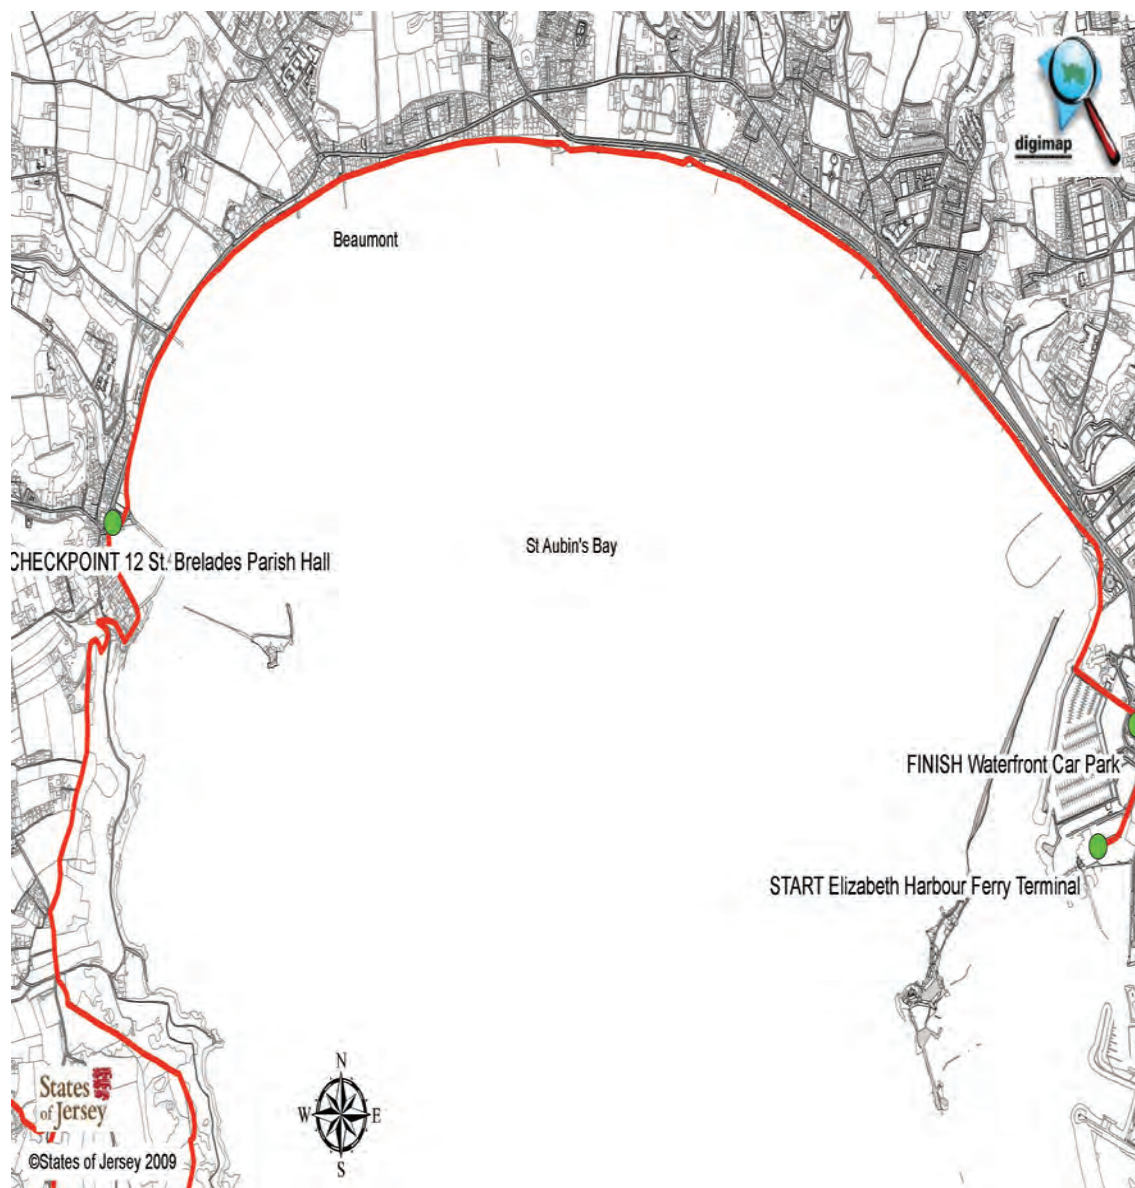 digimap
Beaumont
St Aubin's Bay
CHECKPOINT 12 St. Brelades Parish Hall
FINISH Waterfront Car Park
START Elizabeth Harbour Ferry Terminal
N
W E
S
States
of Jersey
©States of Jersey 2009